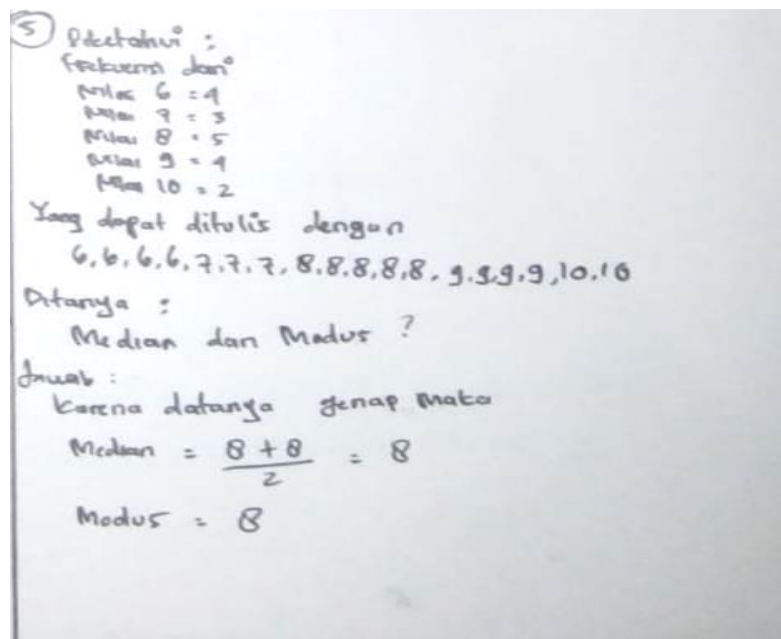 5 Diketahui :
Frekuensi dari
Nilai 6 = 4
Nilai 7 = 3
Nilai 8 = 5
Nilai 9 = 4
Nilai 10 = 2
Yang dapat ditulis dengan
6, 6, 6, 6, 7, 7, 7, 8, 8, 8, 8, 8, 9, 9, 9, 9, 10, 10
Ditanya :
Median dan Modus ?
Jawab :
Karena datanya genap maka
Median = 8 + 8 / 2 = 8
Modus = 8